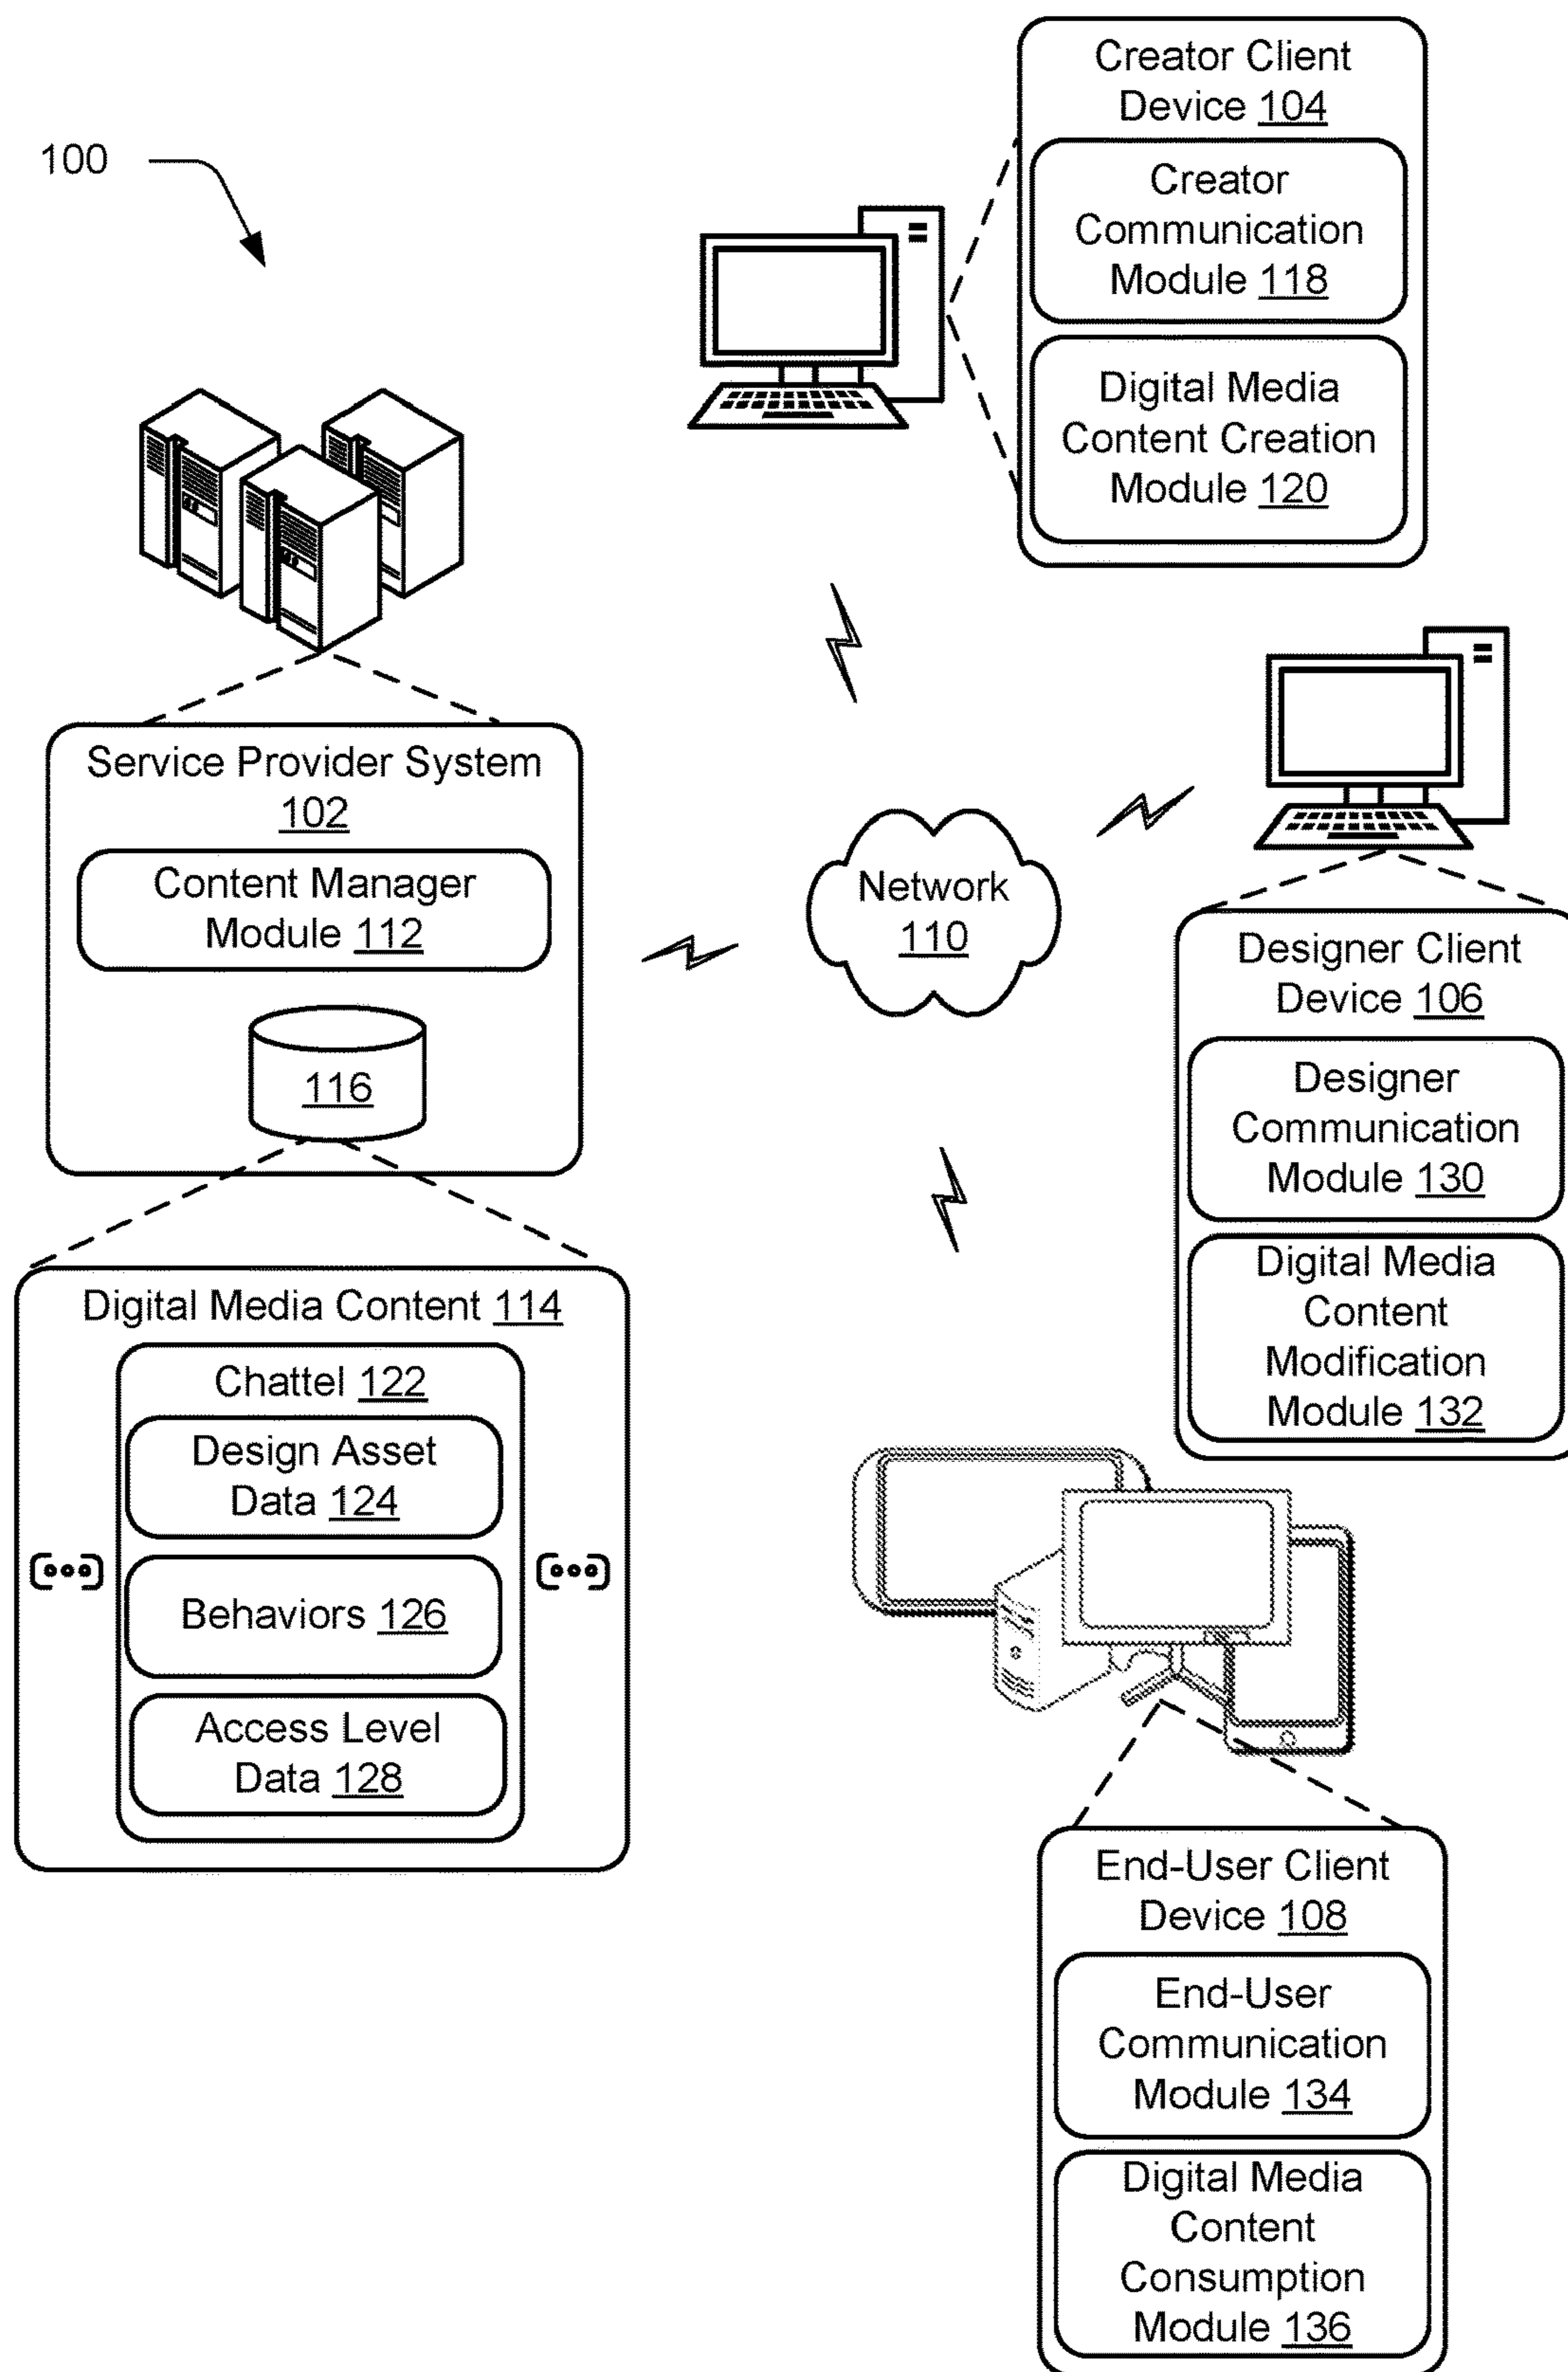 100
Creator Client
Device 104
Creator
Communication
Module 118
Digital Media
Content Creation
Module 120
Service Provider System
102
Content Manager
Module 112
116
Network
110
Designer Client
Device 106
Designer
Communication
Module 130
Digital Media
Content
Modification
Module 132
Digital Media Content 114
Chattel 122
Design Asset
Data 124
Behaviors 126
Access Level
Data 128
End-User Client
Device 108
End-User
Communication
Module 134
Digital Media
Content
Consumption
Module 136